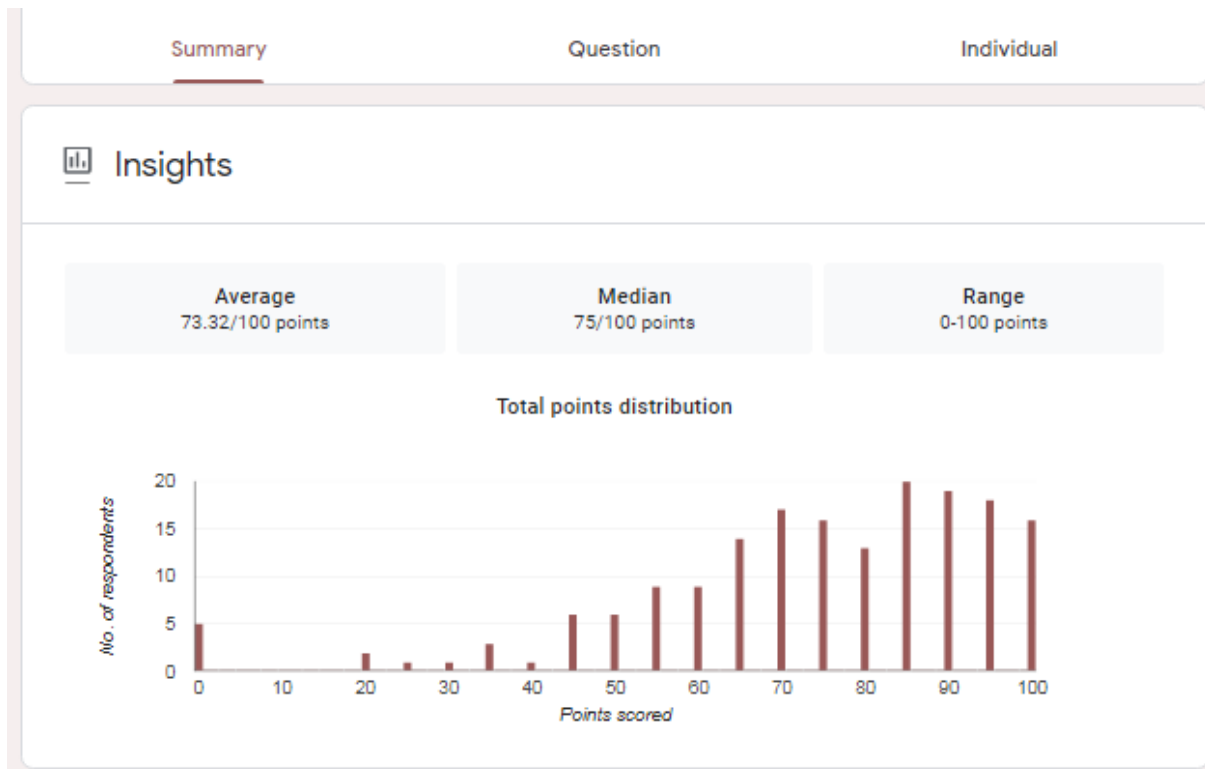 Summary Question Individual
Insights
Average Median Range
73.32/100 points 75/100 points 0-100 points
Total points distribution
No. of respondents
20
15
10
5
0
0 10 20 30 40 50 60 70 80 90 100
Points scored